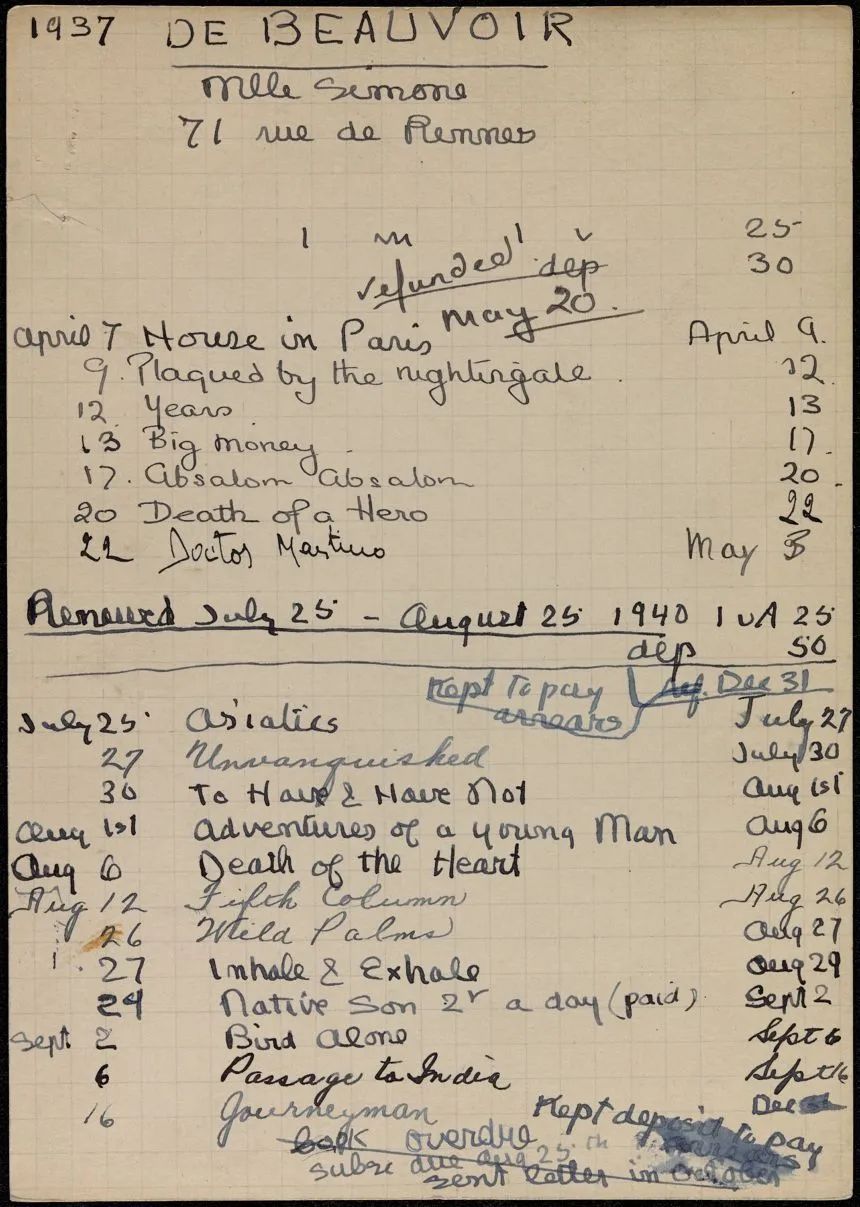 1937 DE BEAUVOIR
Mlle Simone
71 rue de Rennes
1 m 1 v 25
refunded dep 30
May 20.
April 7 House in Paris April 9.
9. Plaqued by the nightingale. 12.
12 Years 13
13 Big money. 17.
17. Absalom Absalom 20.
20 Death of a Hero 22
22 Doctor Martino May 3
Renewed July 25 - August 25 1940 1 v A 25
dep 50
Kept to pay ref. Dec 31
arrears
July 25 Asiatics July 27
27 Unvanquished July 30
30 To Have & Have Not Aug 1st
Aug 1st Adventures of a young Man Aug 6
Aug 6 Death of the Heart Aug 12
Aug 12 Fifth Column Aug 26
26 Wild Palms Aug 27
27 Inhale & Exhale Aug 29
29 Native Son 2r a day (paid) Sept 2
Sept 2 Bird Alone Sept 6
6 Passage to India Sept 16
16 Journeyman Dec
Kept deposit to pay
book overdue
subsc due Aug 25th
sent letter in October